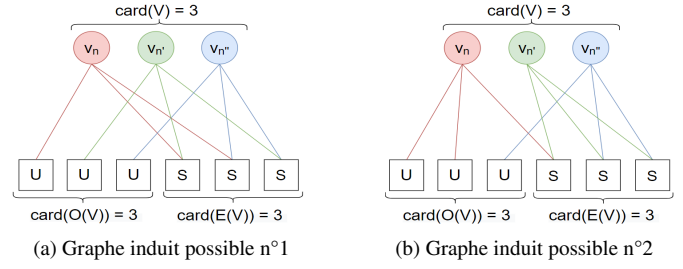 card(V) = 3 card(V) = 3
Vn Vn' Vn'' Vn Vn' Vn''
U U U S S S U U U S S S
card(O(V)) = 3 card(E(V)) = 3 card(O(V)) = 3 card(E(V)) = 3
(a) Graphe induit possible n°1 (b) Graphe induit possible n°2